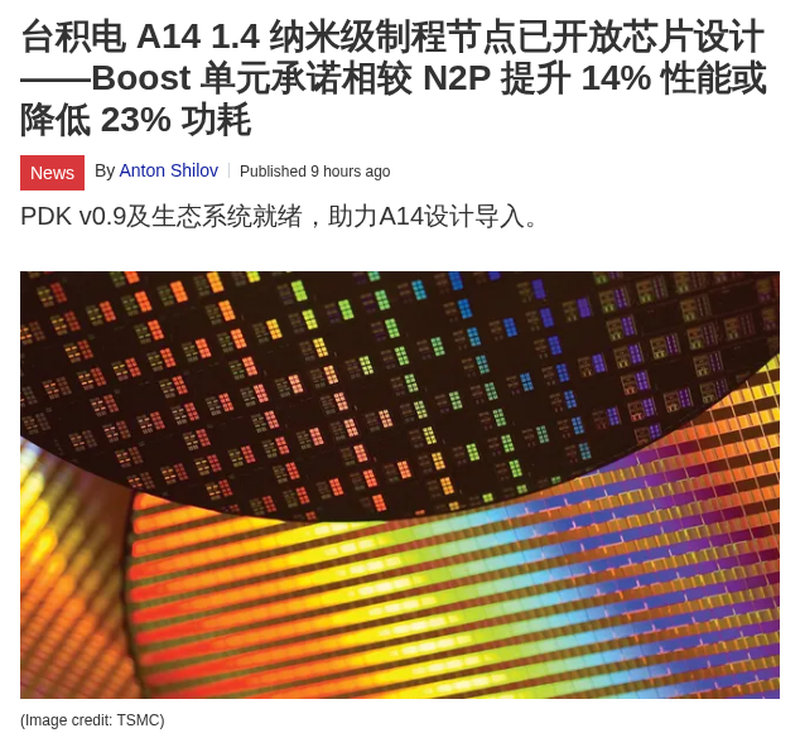 台积电 A14 1.4 纳米级制程节点已开放芯片设计
——Boost 单元承诺相较 N2P 提升 14% 性能或
降低 23% 功耗
News By Anton Shilov Published 9 hours ago
PDK v0.9及生态系统就绪，助力A14设计导入。
(Image credit: TSMC)